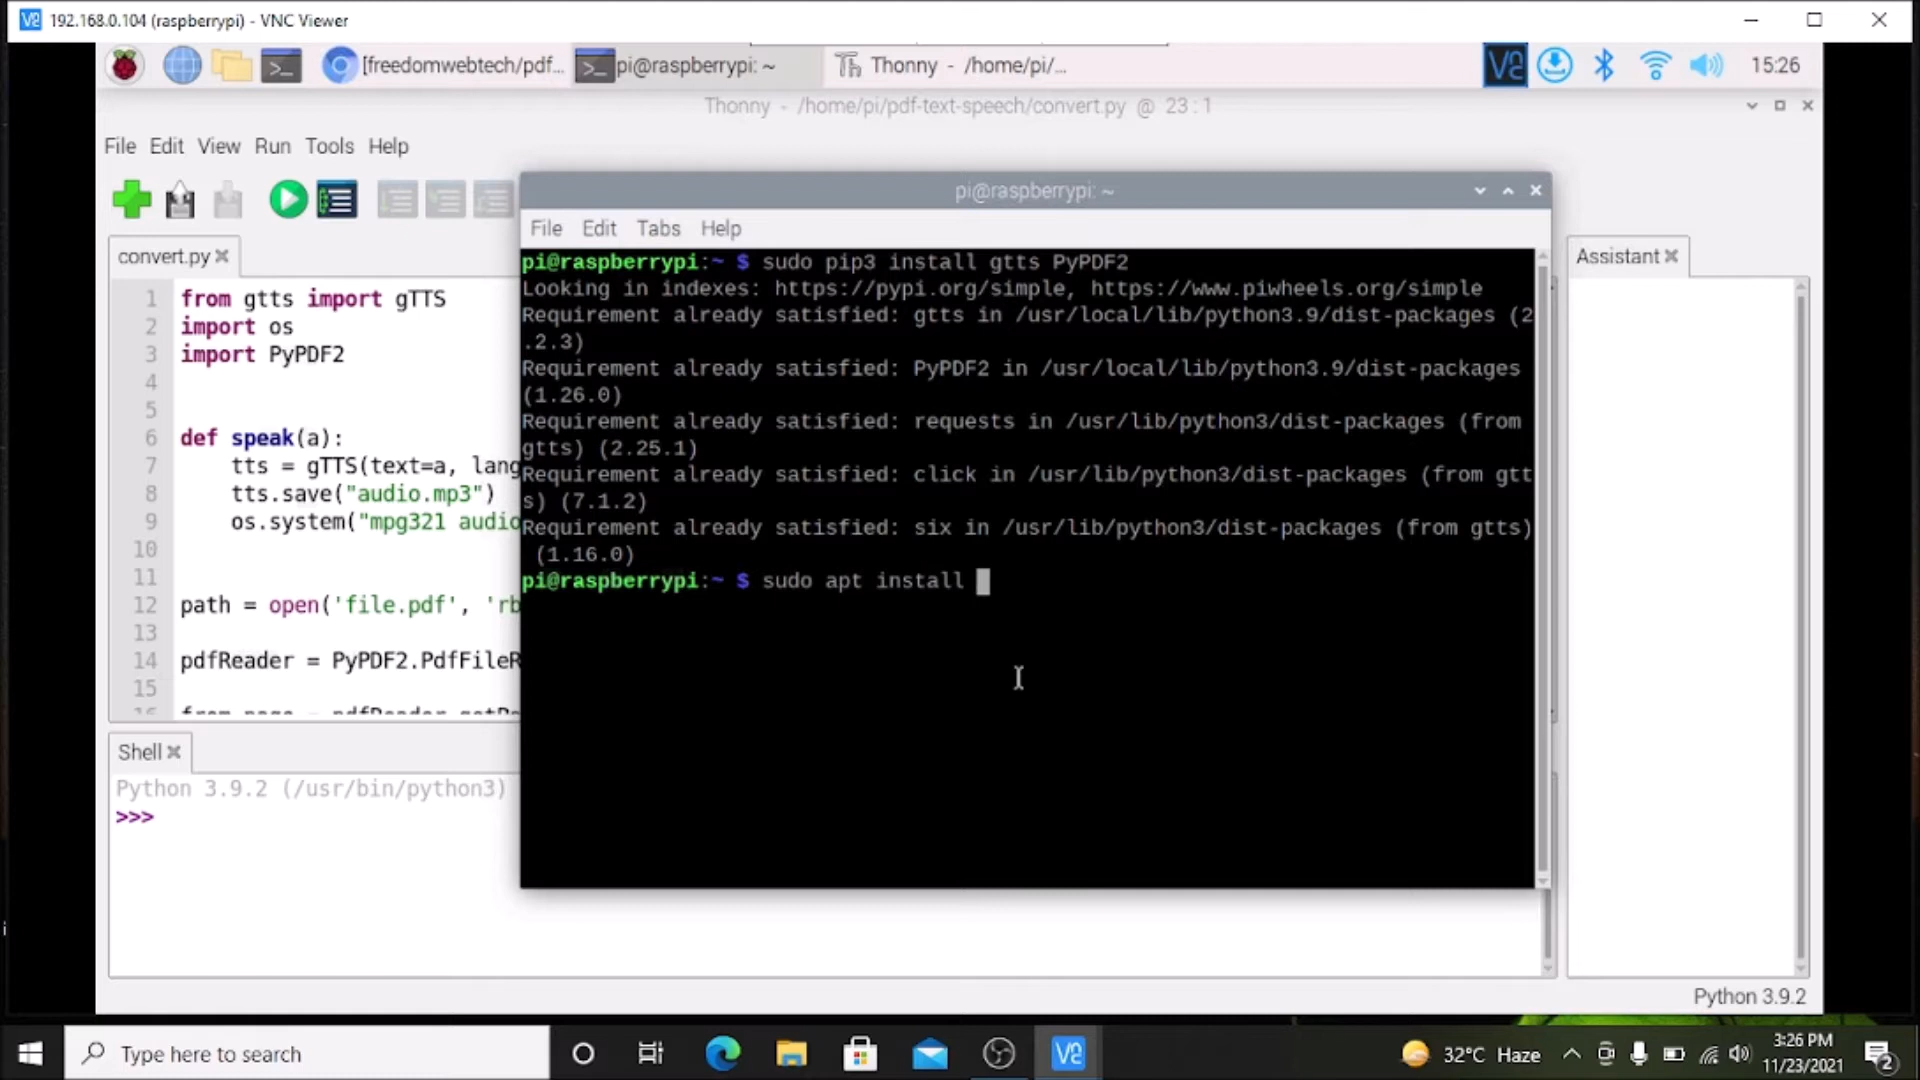 192.168.0.104 (raspberrypi) - VNC Viewer
[freedomwebtech/pdf... pi@raspberrypi: ~ Thonny - /home/pi/... 15:26
Thonny - /home/pi/pdf-text-speech/convert.py @ 23:1
File Edit View Run Tools Help
convert.py
1 from gtts import gTTS
2 import os
3 import PyPDF2
4
5
6 def speak(a):
7 tts = gTTS(text=a, lang
8 tts.save("audio.mp3")
9 os.system("mpg321 audio
10
11
12 path = open('file.pdf', 'rb
13
14 pdfReader = PyPDF2.PdfFileR
15
Shell
Python 3.9.2 (/usr/bin/python3)
>>>
pi@raspberrypi: ~
File Edit Tabs Help
pi@raspberrypi:~ $ sudo pip3 install gtts PyPDF2
Looking in indexes: https://pypi.org/simple, https://www.piwheels.org/simple
Requirement already satisfied: gtts in /usr/local/lib/python3.9/dist-packages (2
.2.3)
Requirement already satisfied: PyPDF2 in /usr/local/lib/python3.9/dist-packages
(1.26.0)
Requirement already satisfied: requests in /usr/lib/python3/dist-packages (from
gtts) (2.25.1)
Requirement already satisfied: click in /usr/lib/python3/dist-packages (from gtt
s) (7.1.2)
Requirement already satisfied: six in /usr/lib/python3/dist-packages (from gtts)
(1.16.0)
pi@raspberrypi:~ $ sudo apt install
Assistant
Python 3.9.2
Type here to search
32°C Haze
3:26 PM
11/23/2021
2